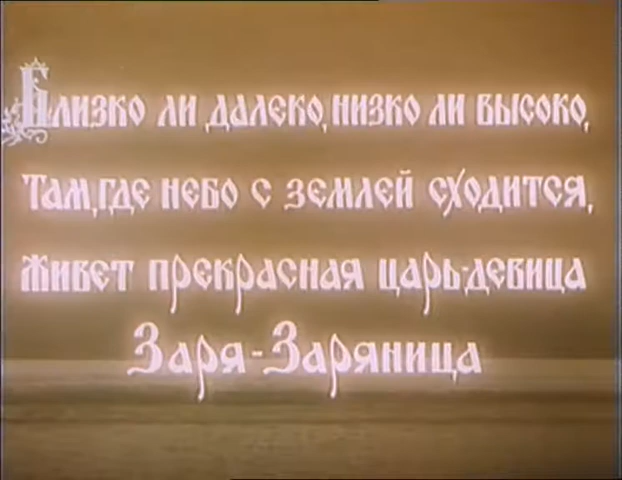 Близко ли далеко, низко ли высоко,
Там, где небо с землей сходится,
Живет прекрасная царь-девица
Заря-Заряница